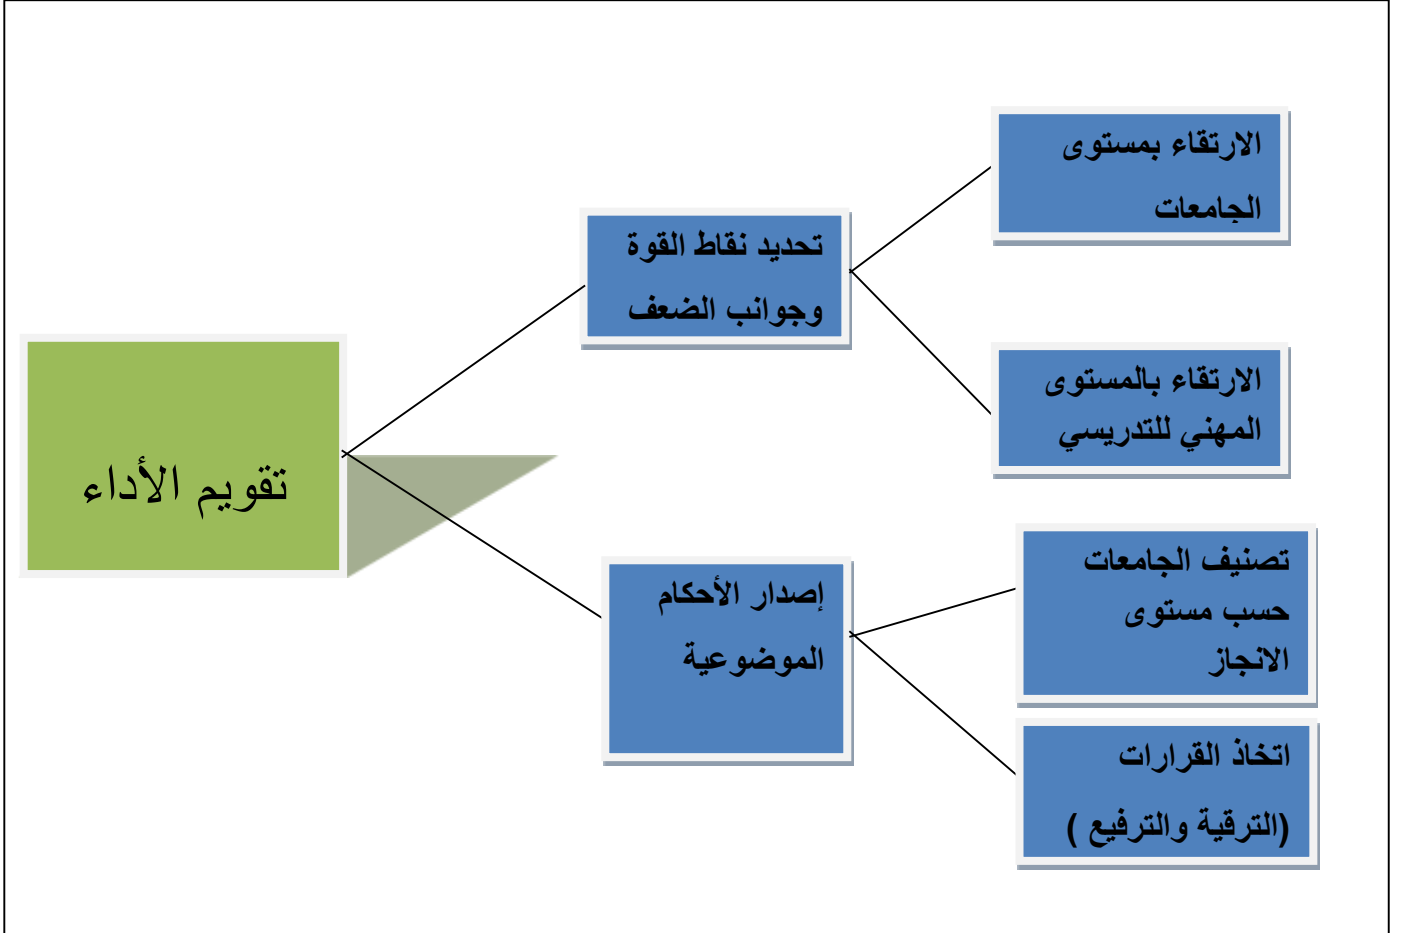 الارتقاء بمستوى
الجامعات
تحديد نقاط القوة
وجوانب الضعف
الارتقاء بالمستوى
المهني للتدريسي
تقويم الأداء
إصدار الأحكام
الموضوعية
تصنيف الجامعات
حسب مستوى
الانجاز
اتخاذ القرارات
(الترقية والترفيع )